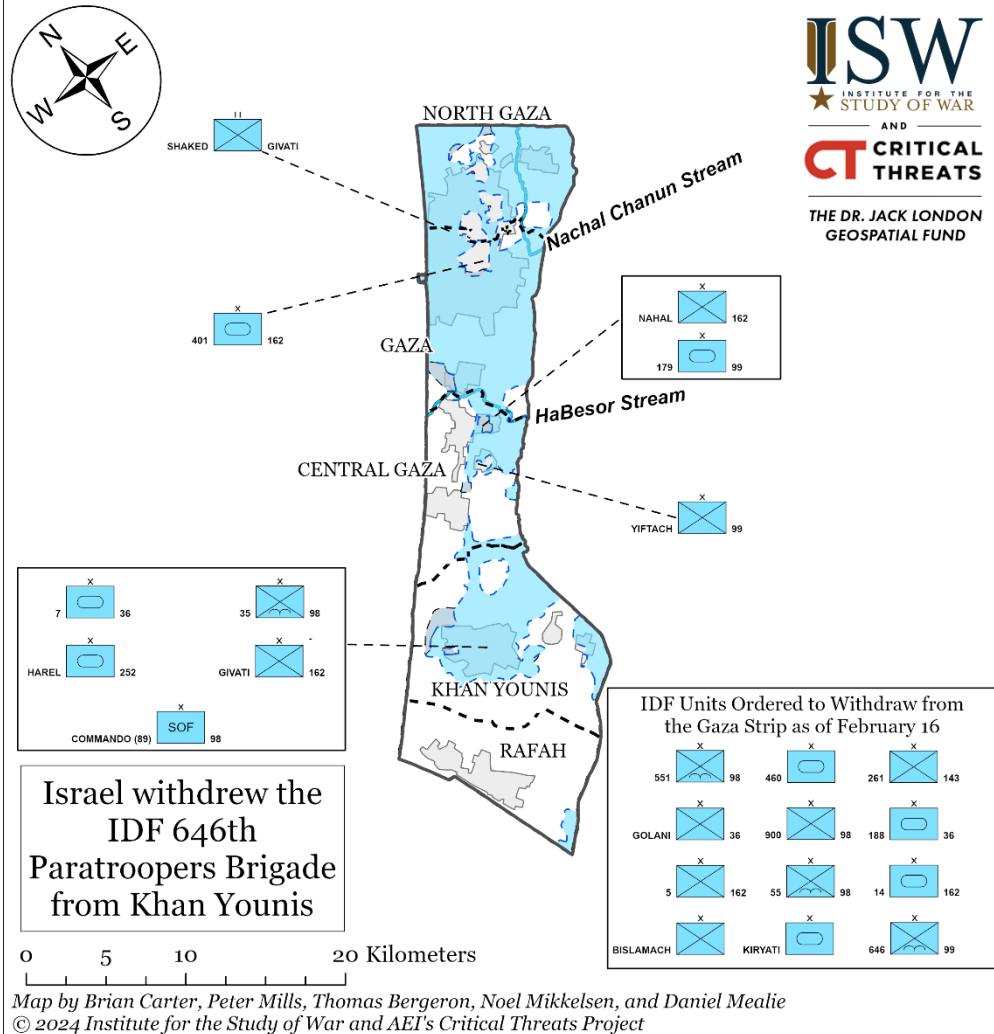 N
E
W
S
ISW
INSTITUTE FOR THE
STUDY OF WAR
AND
CT CRITICAL
THREATS
THE DR. JACK LONDON
GEOSPATIAL FUND
NORTH GAZA
II
SHAKED GIVATI
Nachal Chanun Stream
X
401 162
X
NAHAL 162
X
179 99
GAZA
HaBesor Stream
CENTRAL GAZA
X
YIFTACH 99
X X
7 36 35 98
X X -
HAREL 252 GIVATI 162
X
SOF
COMMANDO (89) 98
KHAN YOUNIS
RAFAH
IDF Units Ordered to Withdraw from
the Gaza Strip as of February 16
X X X
551 98 460 261 143
X X X
GOLANI 36 900 98 188 36
X X X
5 162 55 98 14 162
X X X
BISLAMACH KIRYATI 646 99
Israel withdrew the
IDF 646th
Paratroopers Brigade
from Khan Younis
0 5 10 20 Kilometers
Map by Brian Carter, Peter Mills, Thomas Bergeron, Noel Mikkelsen, and Daniel Mealie
© 2024 Institute for the Study of War and AEI's Critical Threats Project